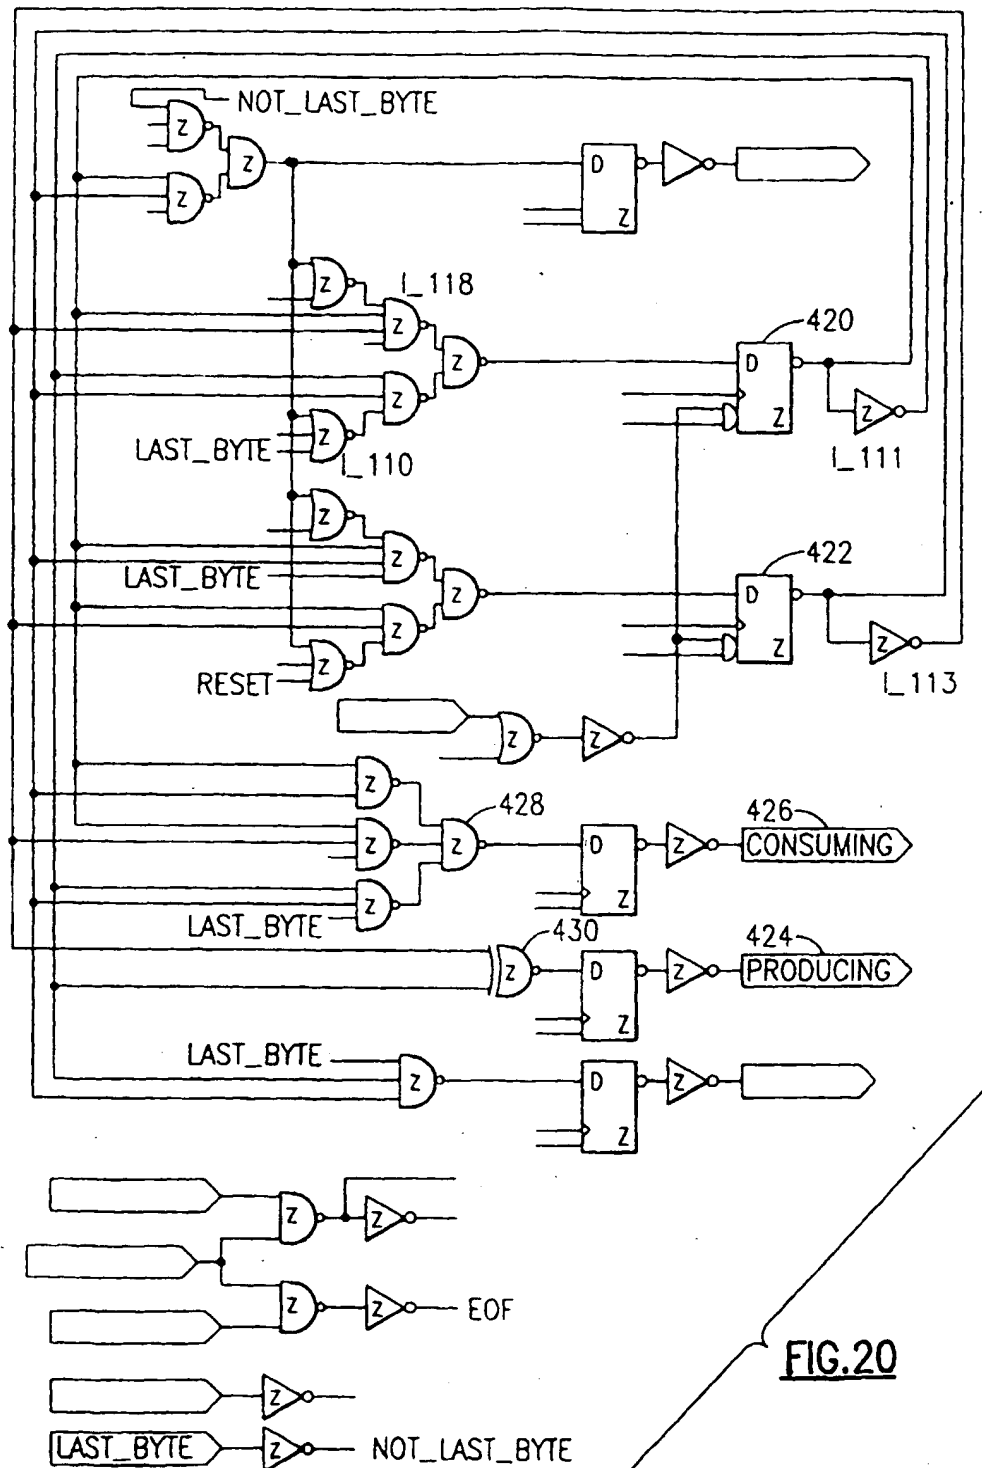 NOT_LAST_BYTE
Z
Z
Z
D
Z
Z
Z
I_118
Z
420
D
Z
Z
Z
Z
LAST_BYTE
Z
I_110
Z
I_111
Z
422
Z
D
LAST_BYTE
Z
Z
Z
Z
RESET
Z
I_113
Z
Z
Z
428
426
Z
Z
D
Z
CONSUMING
Z
Z
LAST_BYTE
430
424
Z
D
Z
PRODUCING
Z
LAST_BYTE
Z
D
Z
Z
Z
Z
Z
Z
EOF
FIG.20
Z
LAST_BYTE
Z
NOT_LAST_BYTE